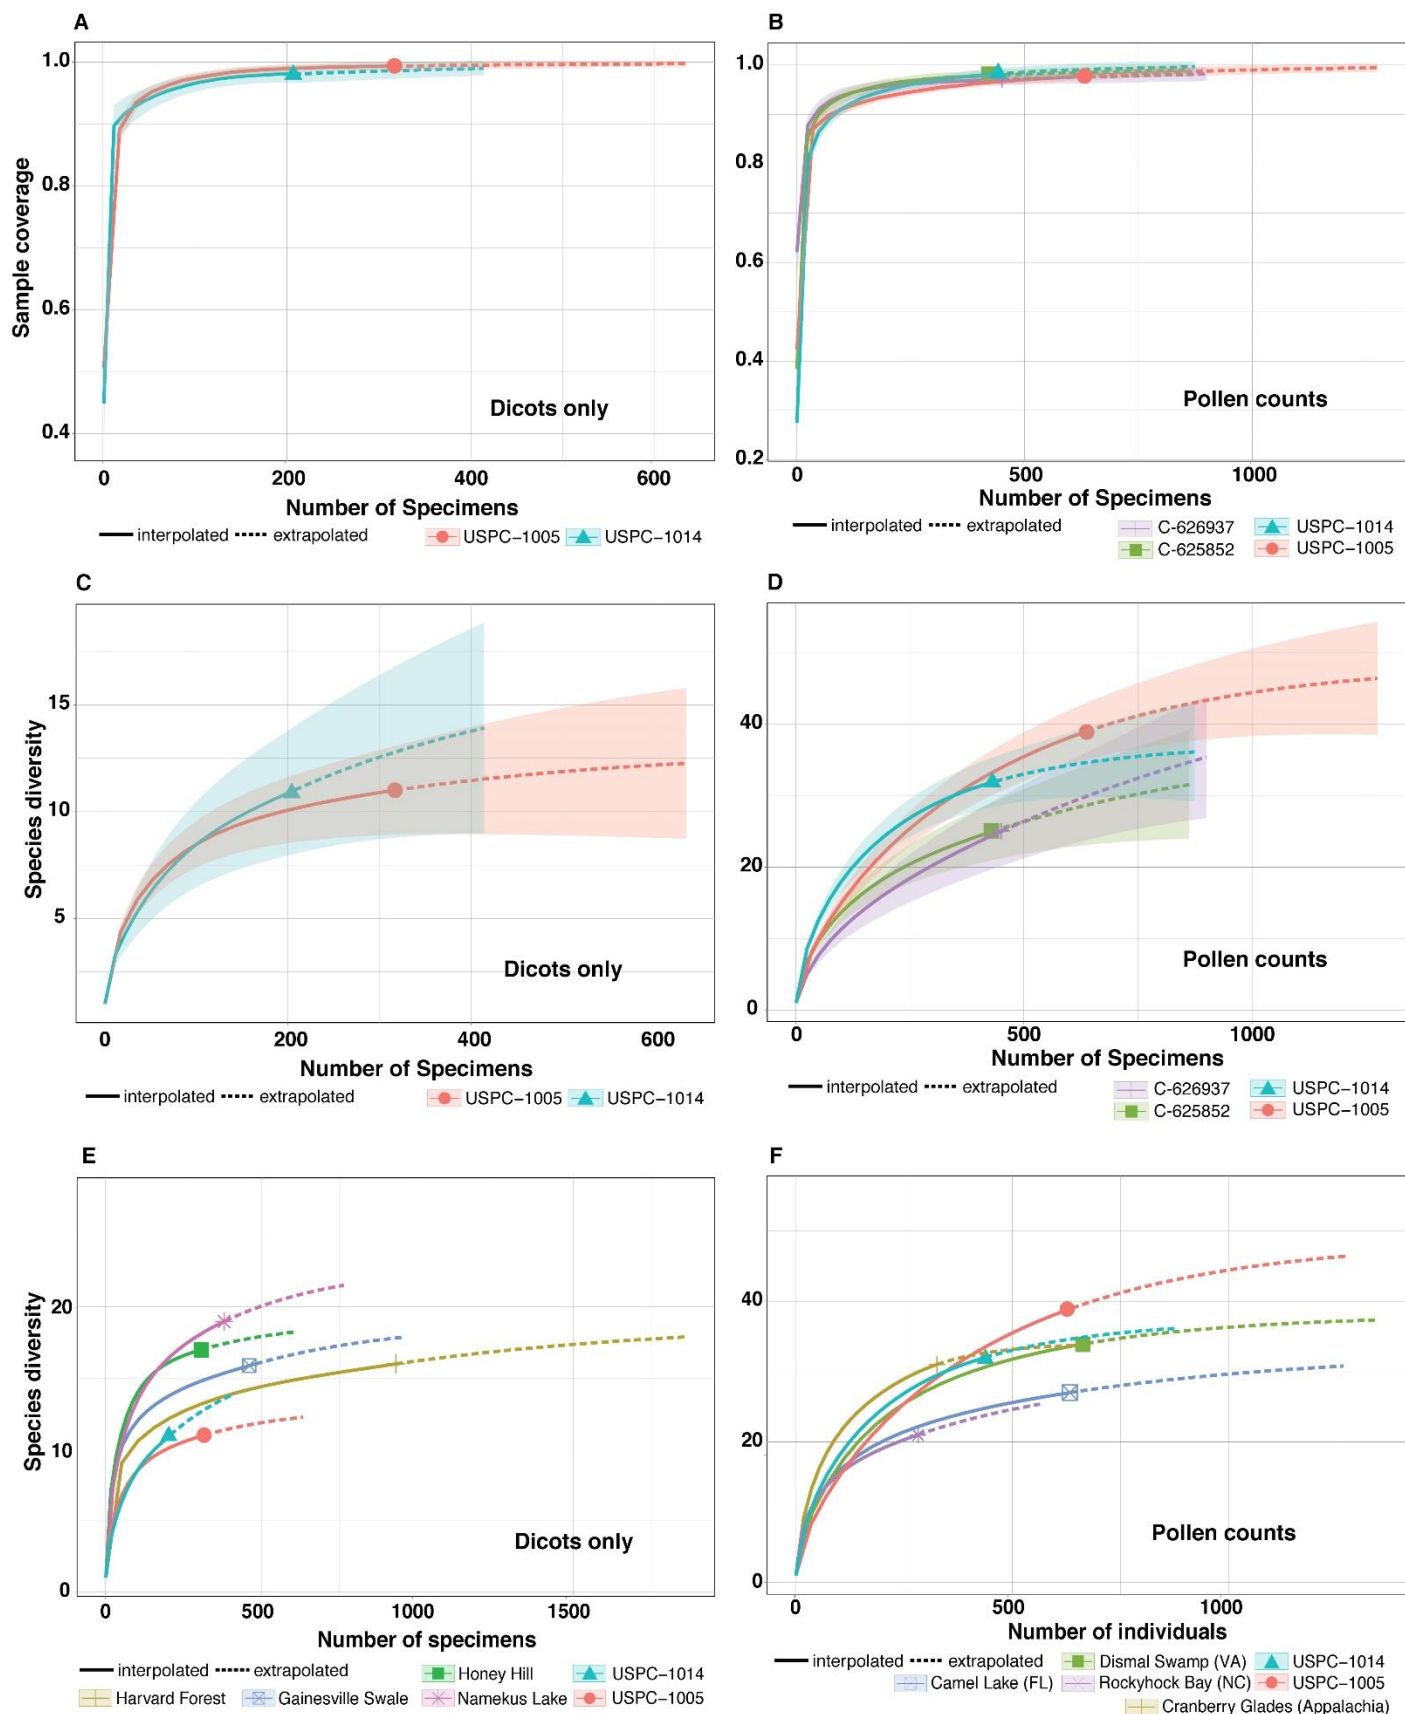 A
1.0
0.8
0.6
0.4
Sample coverage
Dicots only
0 200 400 600
Number of Specimens
interpolated extrapolated USPC-1005 USPC-1014
B
1.0
0.8
0.6
0.4
0.2
Pollen counts
0 500 1000
Number of Specimens
interpolated extrapolated C-626937 USPC-1014
C-625852 USPC-1005
C
15
10
5
Species diversity
Dicots only
0 200 400 600
Number of Specimens
interpolated extrapolated USPC-1005 USPC-1014
D
40
20
0
Pollen counts
0 500 1000
Number of Specimens
interpolated extrapolated C-626937 USPC-1014
C-625852 USPC-1005
E
20
10
0
Species diversity
Dicots only
0 500 1000 1500
Number of specimens
interpolated extrapolated Honey Hill USPC-1014
Harvard Forest Gainesville Swale Namekus Lake USPC-1005
F
40
20
0
Pollen counts
0 500 1000
Number of individuals
interpolated extrapolated Dismal Swamp (VA) USPC-1014
Camel Lake (FL) Rockyhock Bay (NC) USPC-1005
Cranberry Glades (Appalachia)